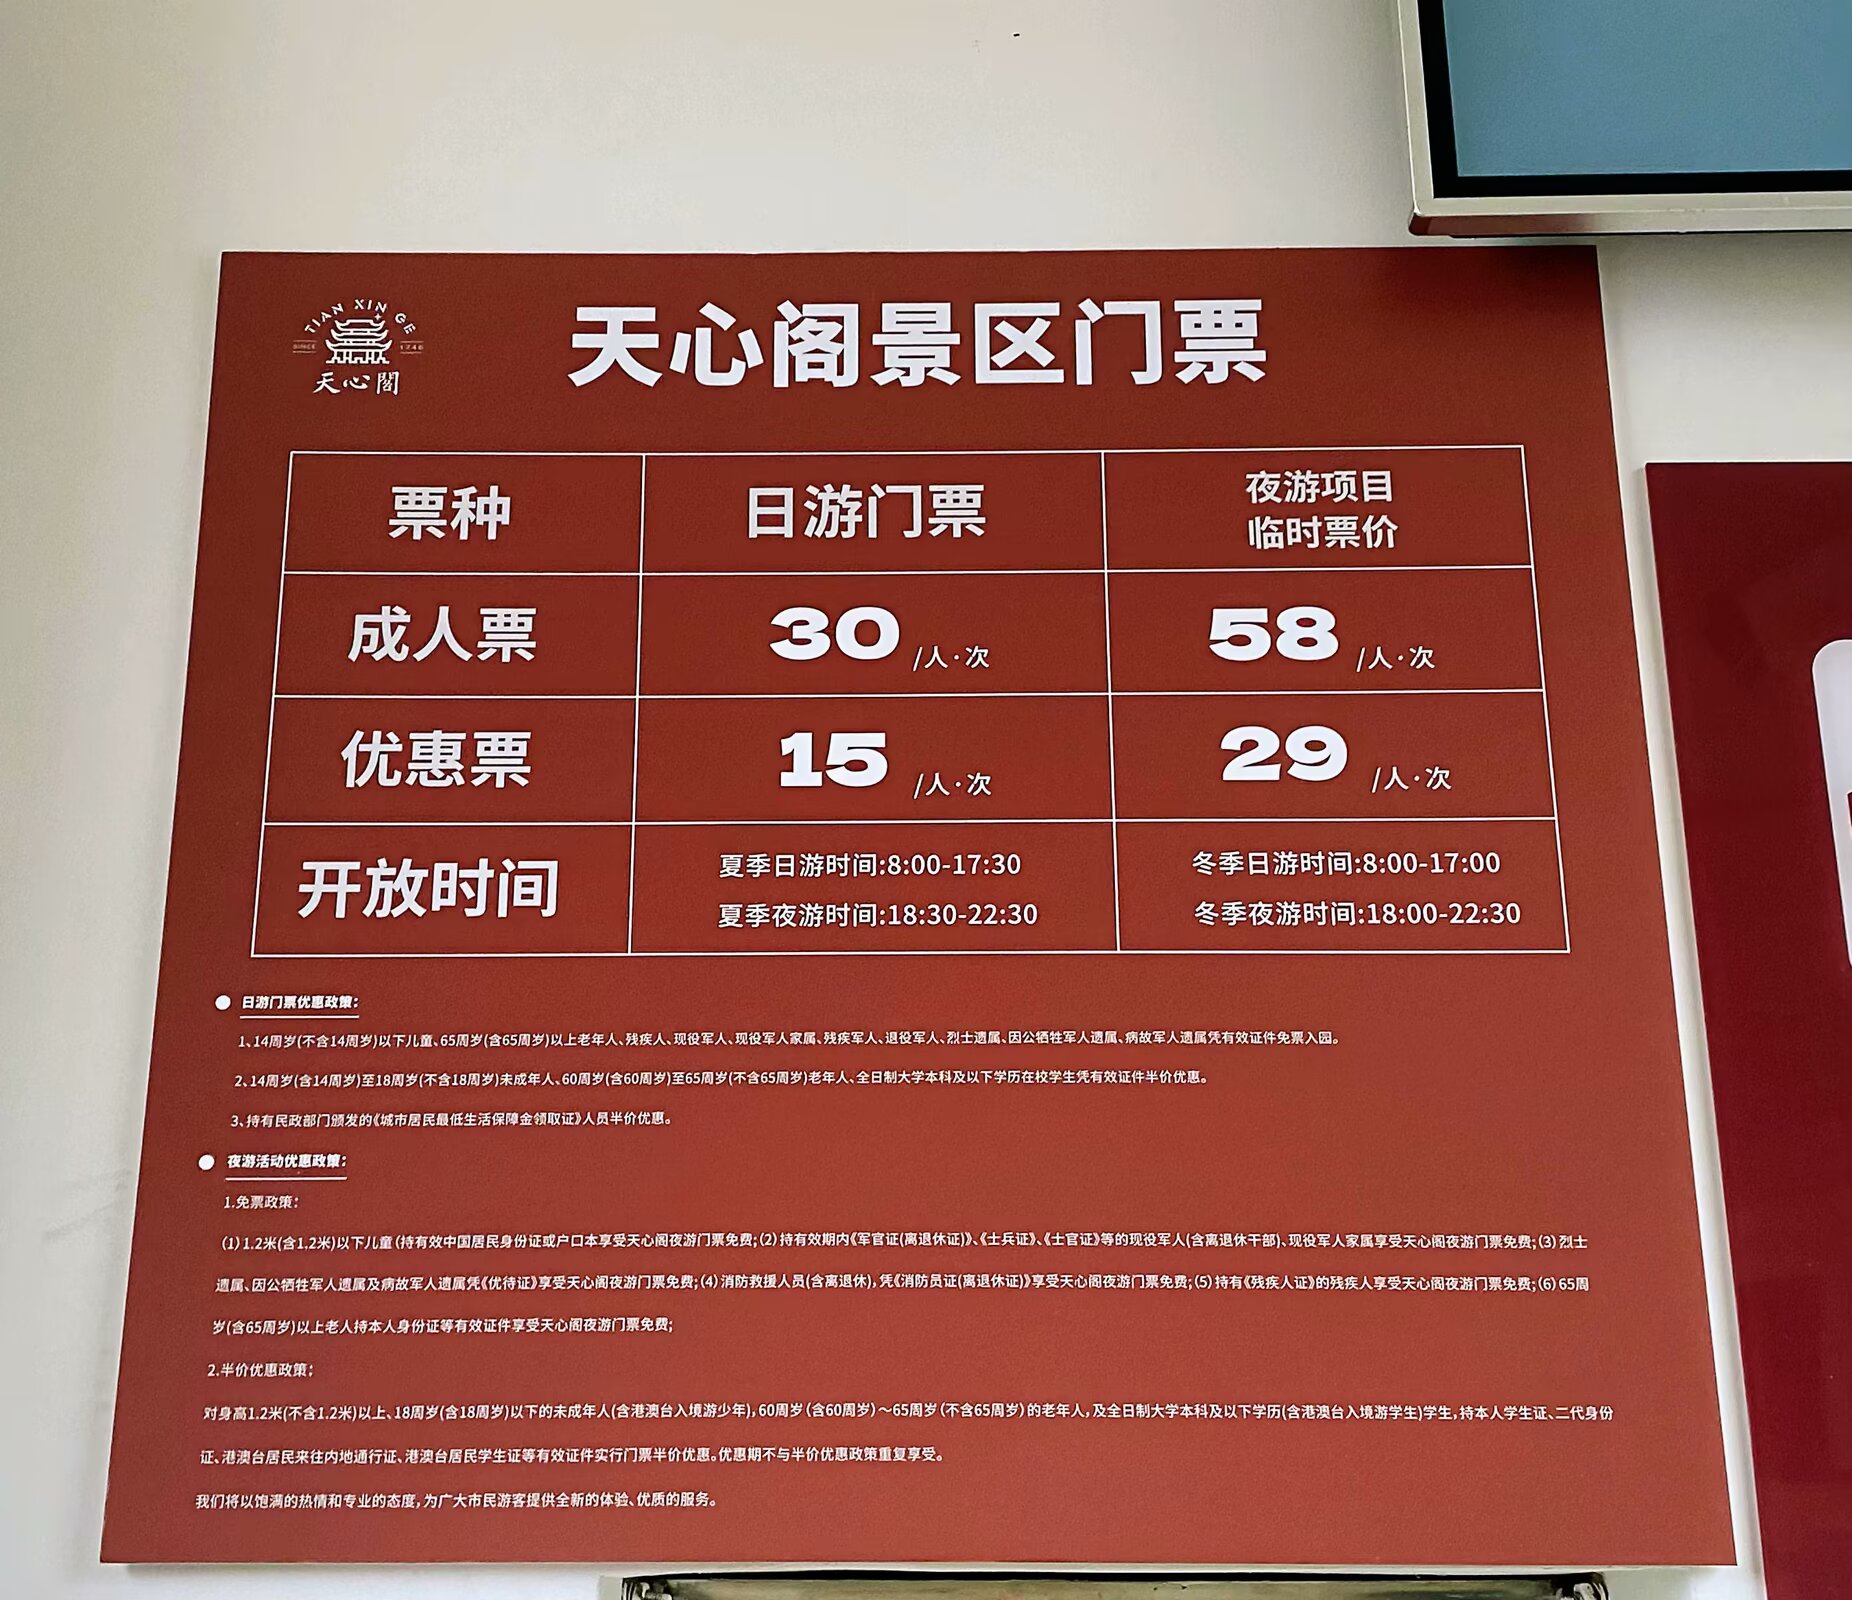 TIAN XIN GE
SINCE 1746
天心閣
天心阁景区门票
票种 日游门票 夜游项目
临时票价
成人票 30 /人·次 58 /人·次
优惠票 15 /人·次 29 /人·次
开放时间 夏季日游时间:8:00-17:30 冬季日游时间:8:00-17:00
夏季夜游时间:18:30-22:30 冬季夜游时间:18:00-22:30
日游门票优惠政策:
1、14周岁(不含14周岁)以下儿童、65周岁(含65周岁)以上老年人、残疾人、现役军人、现役军人家属、残疾军人、退役军人、烈士遗属、因公牺牲军人遗属、病故军人遗属凭有效证件免票入园。
2、14周岁(含14周岁)至18周岁(不含18周岁)未成年人、60周岁(含60周岁)至65周岁(不含65周岁)老年人、全日制大学本科及以下学历在校学生凭有效证件半价优惠。
3、持有民政部门颁发的《城市居民最低生活保障金领取证》人员半价优惠。
夜游活动优惠政策:
1.免票政策:
(1)1.2米(含1.2米)以下儿童(持有效中国居民身份证或户口本享受天心阁夜游门票免费;(2)持有效期内《军官证(离退休证)》、《士兵证》、《士官证》等的现役军人(含离退休干部)、现役军人家属享受天心阁夜游门票免费;(3)烈士
遗属、因公牺牲军人遗属及病故军人遗属凭《优待证》享受天心阁夜游门票免费;(4)消防救援人员(含离退休),凭《消防员证(离退休证)》享受天心阁夜游门票免费;(5)持有《残疾人证》的残疾人享受天心阁夜游门票免费;(6)65周
岁(含65周岁)以上老人持本人身份证等有效证件享受天心阁夜游门票免费;
2.半价优惠政策:
对身高1.2米(不含1.2米)以上、18周岁(含18周岁)以下的未成年人(含港澳台入境游少年),60周岁(含60周岁)～65周岁(不含65周岁)的老年人,及全日制大学本科及以下学历(含港澳台入境游学生)学生,持本人学生证、二代身份
证、港澳台居民来往内地通行证、港澳台居民学生证等有效证件实行门票半价优惠。优惠期不与半价优惠政策重复享受。
我们将以饱满的热情和专业的态度,为广大市民游客提供全新的体验、优质的服务。